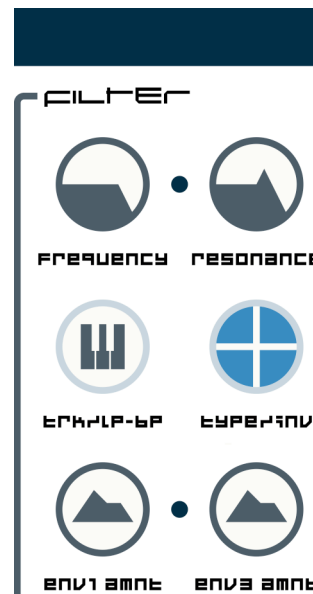 FILTER
Frequency resonance
trk/lp-bp type/inv
env1 amnt env3 amnt